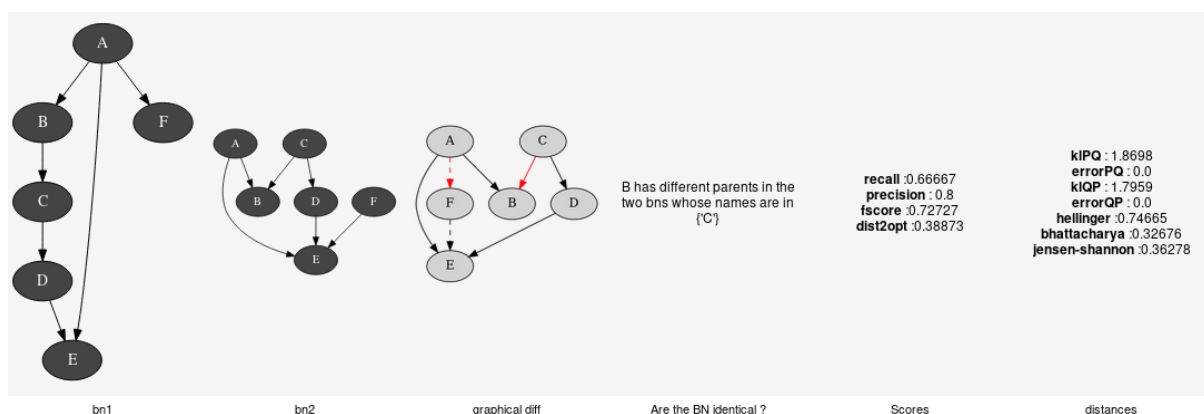 A
B
F
C
D
E
A
C
B
D
F
E
A
C
F
B
D
E
B has different parents in the
two bns whose names are in
{'C'}
recall :0.66667
precision : 0.8
fscore :0.72727
dist2opt :0.38873
klPQ : 1.8698
errorPQ : 0.0
klQP : 1.7959
errorQP : 0.0
hellinger :0.74665
bhattacharya :0.32676
jensen-shannon :0.36278
bn1
bn2
graphical diff
Are the BN identical ?
Scores
distances